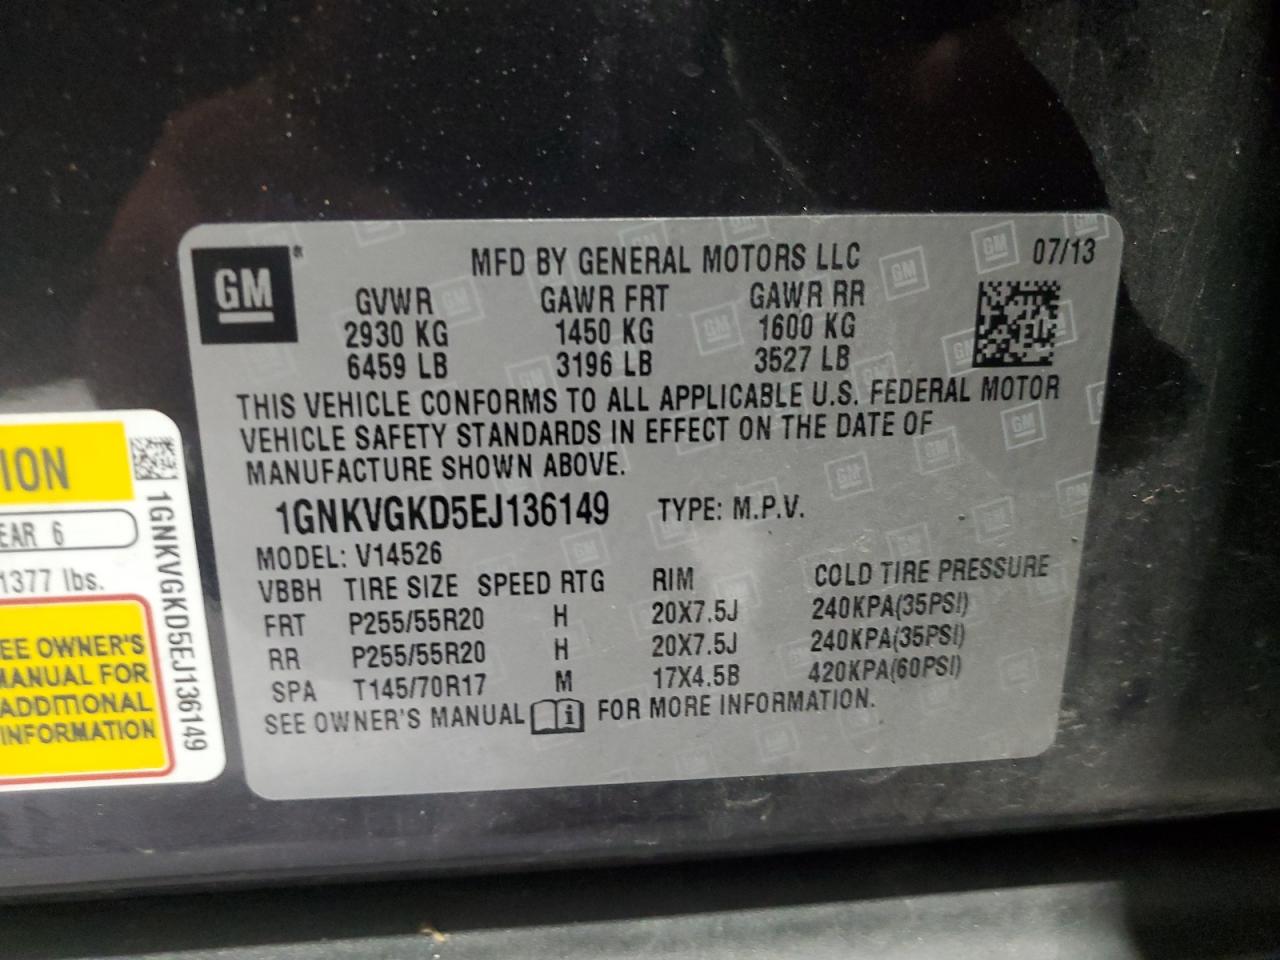 GM
MFD BY GENERAL MOTORS LLC 07/13
GVWR GAWR FRT GAWR RR
2930 KG 1450 KG 1600 KG
6459 LB 3196 LB 3527 LB
THIS VEHICLE CONFORMS TO ALL APPLICABLE U.S. FEDERAL MOTOR
VEHICLE SAFETY STANDARDS IN EFFECT ON THE DATE OF
MANUFACTURE SHOWN ABOVE.
1GNKVGKD5EJ136149 TYPE: M.P.V.
MODEL: V14526
VBBH TIRE SIZE SPEED RTG RIM COLD TIRE PRESSURE
FRT P255/55R20 H 20X7.5J 240KPA(35PSI)
RR P255/55R20 H 20X7.5J 240KPA(35PSI)
SPA T145/70R17 M 17X4.5B 420KPA(60PSI)
SEE OWNER'S MANUAL i FOR MORE INFORMATION.
ION
EAR 6
1377 lbs.
EE OWNER'S
MANUAL FOR
ADDITIONAL
INFORMATION
1GNKVGKD5EJ136149